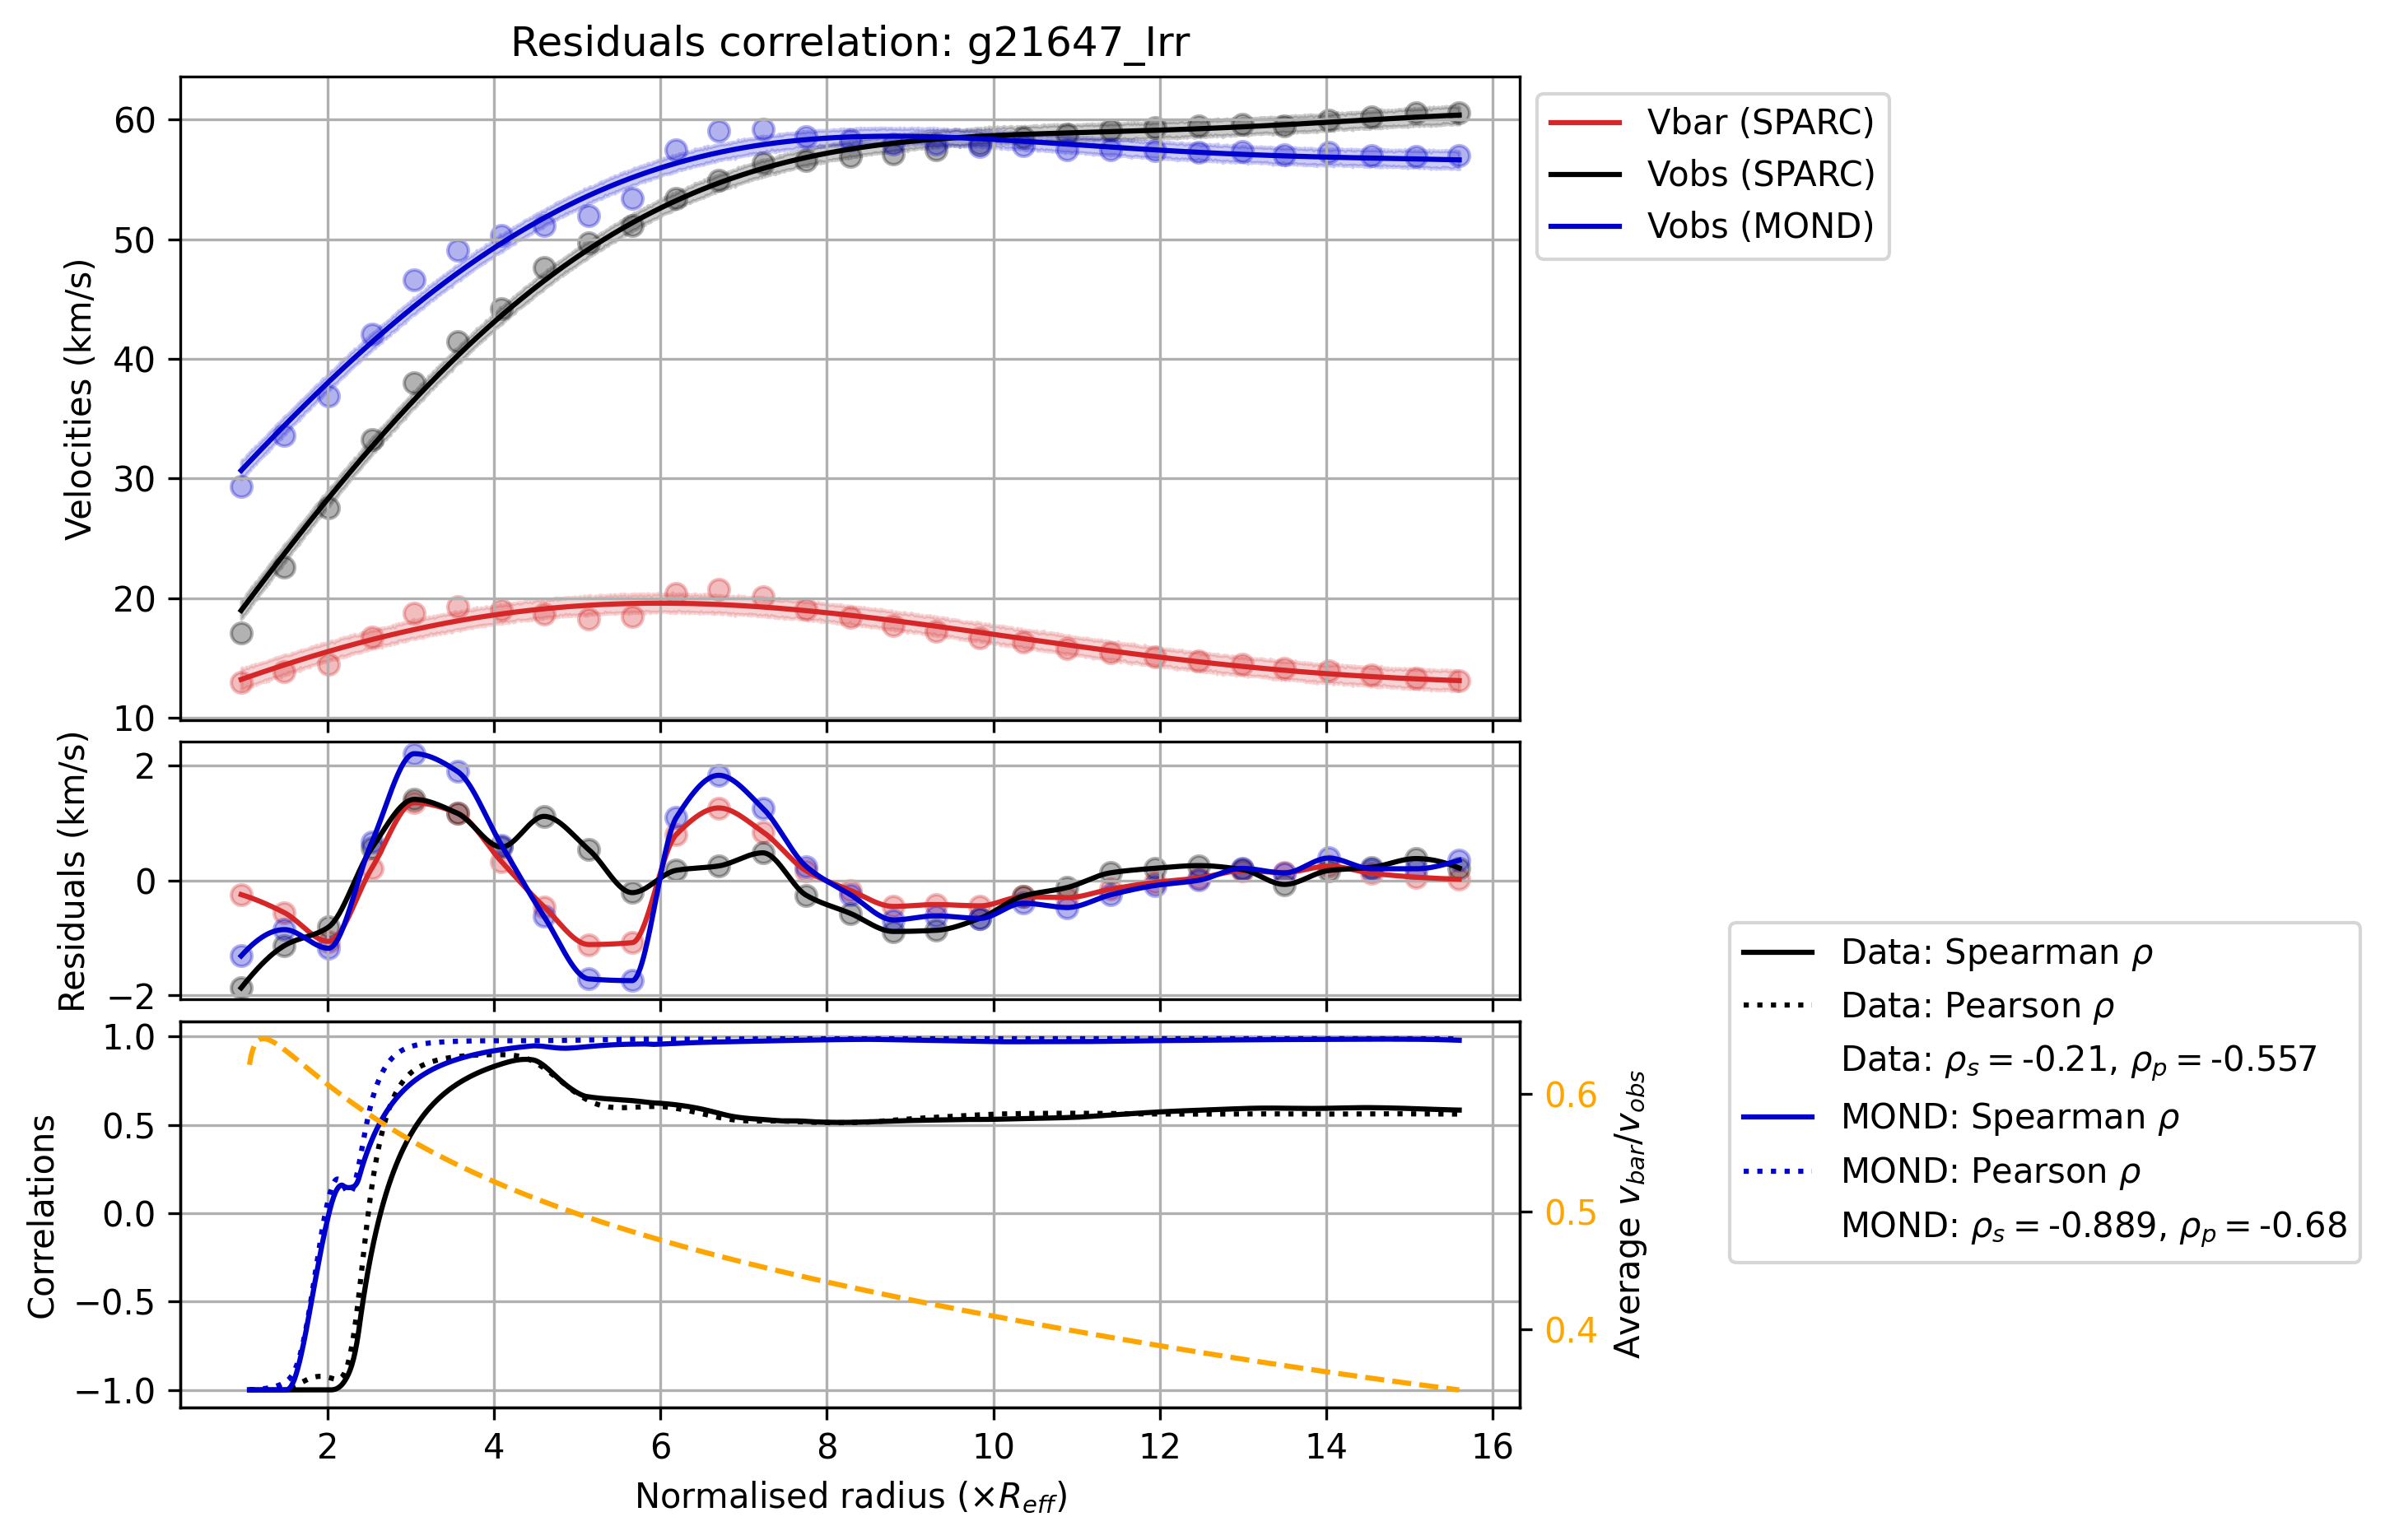 Residuals correlation: g21647_Irr
Velocities (km/s)
60
50
40
30
20
10
Vbar (SPARC)
Vobs (SPARC)
Vobs (MOND)
Residuals (km/s)
2
0
−2
Correlations
1.0
0.5
0.0
−0.5
−1.0
0.6
0.5
0.4
Average v_bar/v_obs
Data: Spearman ρ
Data: Pearson ρ
Data: ρ_s = -0.21, ρ_p = -0.557
MOND: Spearman ρ
MOND: Pearson ρ
MOND: ρ_s = -0.889, ρ_p = -0.68
2 4 6 8 10 12 14 16
Normalised radius (×R_eff)